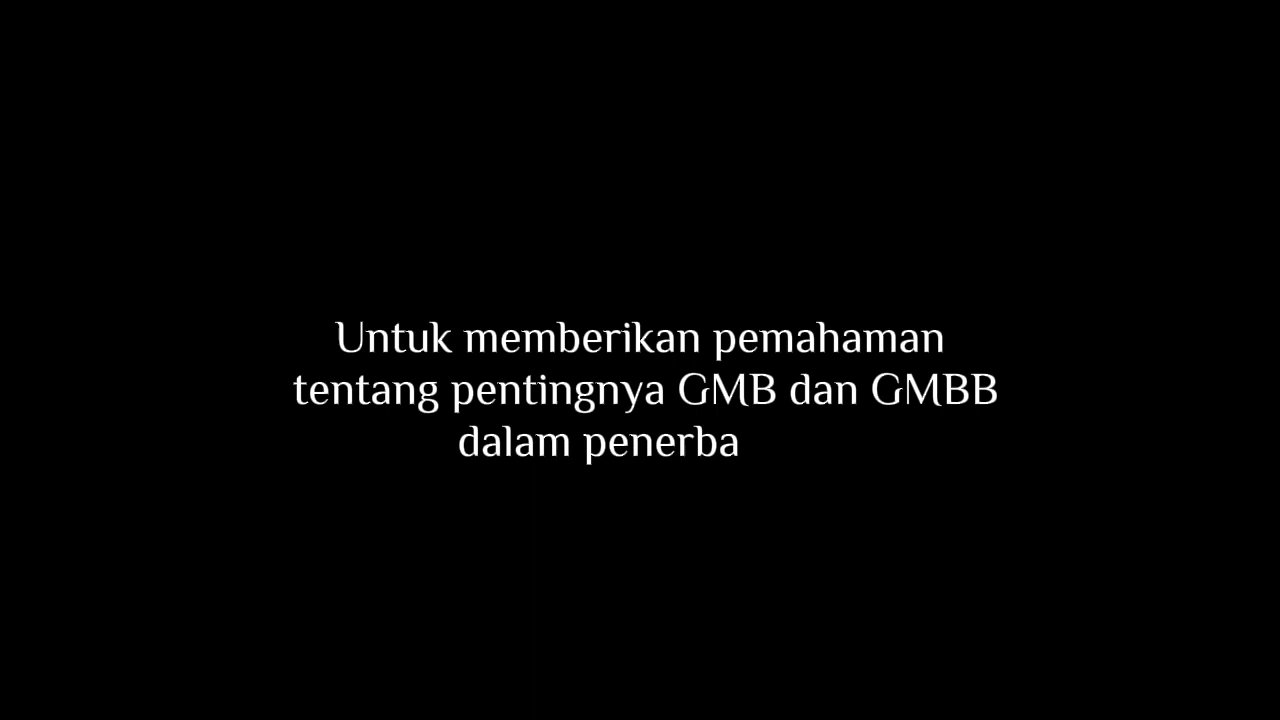 Untuk memberikan pemahaman
tentang pentingnya GMB dan GMBB
dalam penerba